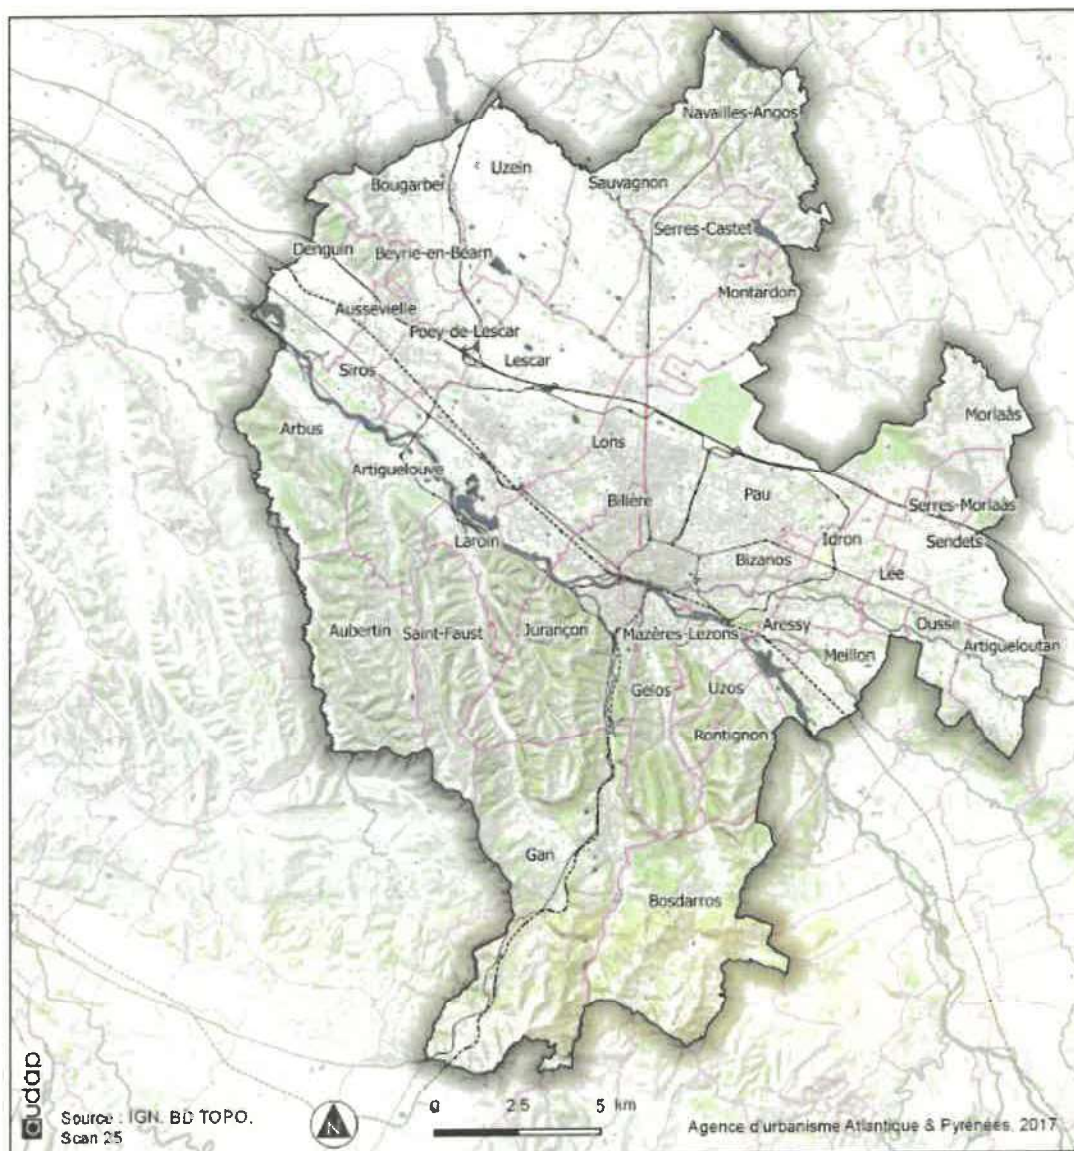 Navailles-Angos
Uzein
Bougarber
Sauvagnon
Serres-Castet
Denguin
Beyrie-en-Béarn
Montardon
Aussevielle
Poey-de-Lescar
Lescar
Siros
Morlaàs
Arbus
Lons
Artiguelouve
Billère
Pau
Serres-Morlaàs
Laroin
Idron
Sendets
Bizanos
Lee
Aubertin
Saint-Faust
Jurançon
Mazères-Lezons
Aressy
Ousse
Artigueloutan
Meillon
Gelos
Uzos
Rontignon
Gan
Bosdarros
audap
Source : IGN. BD TOPO.
Scan 25
N
0 2.5 5 km
Agence d'urbanisme Atlantique & Pyrénées, 2017